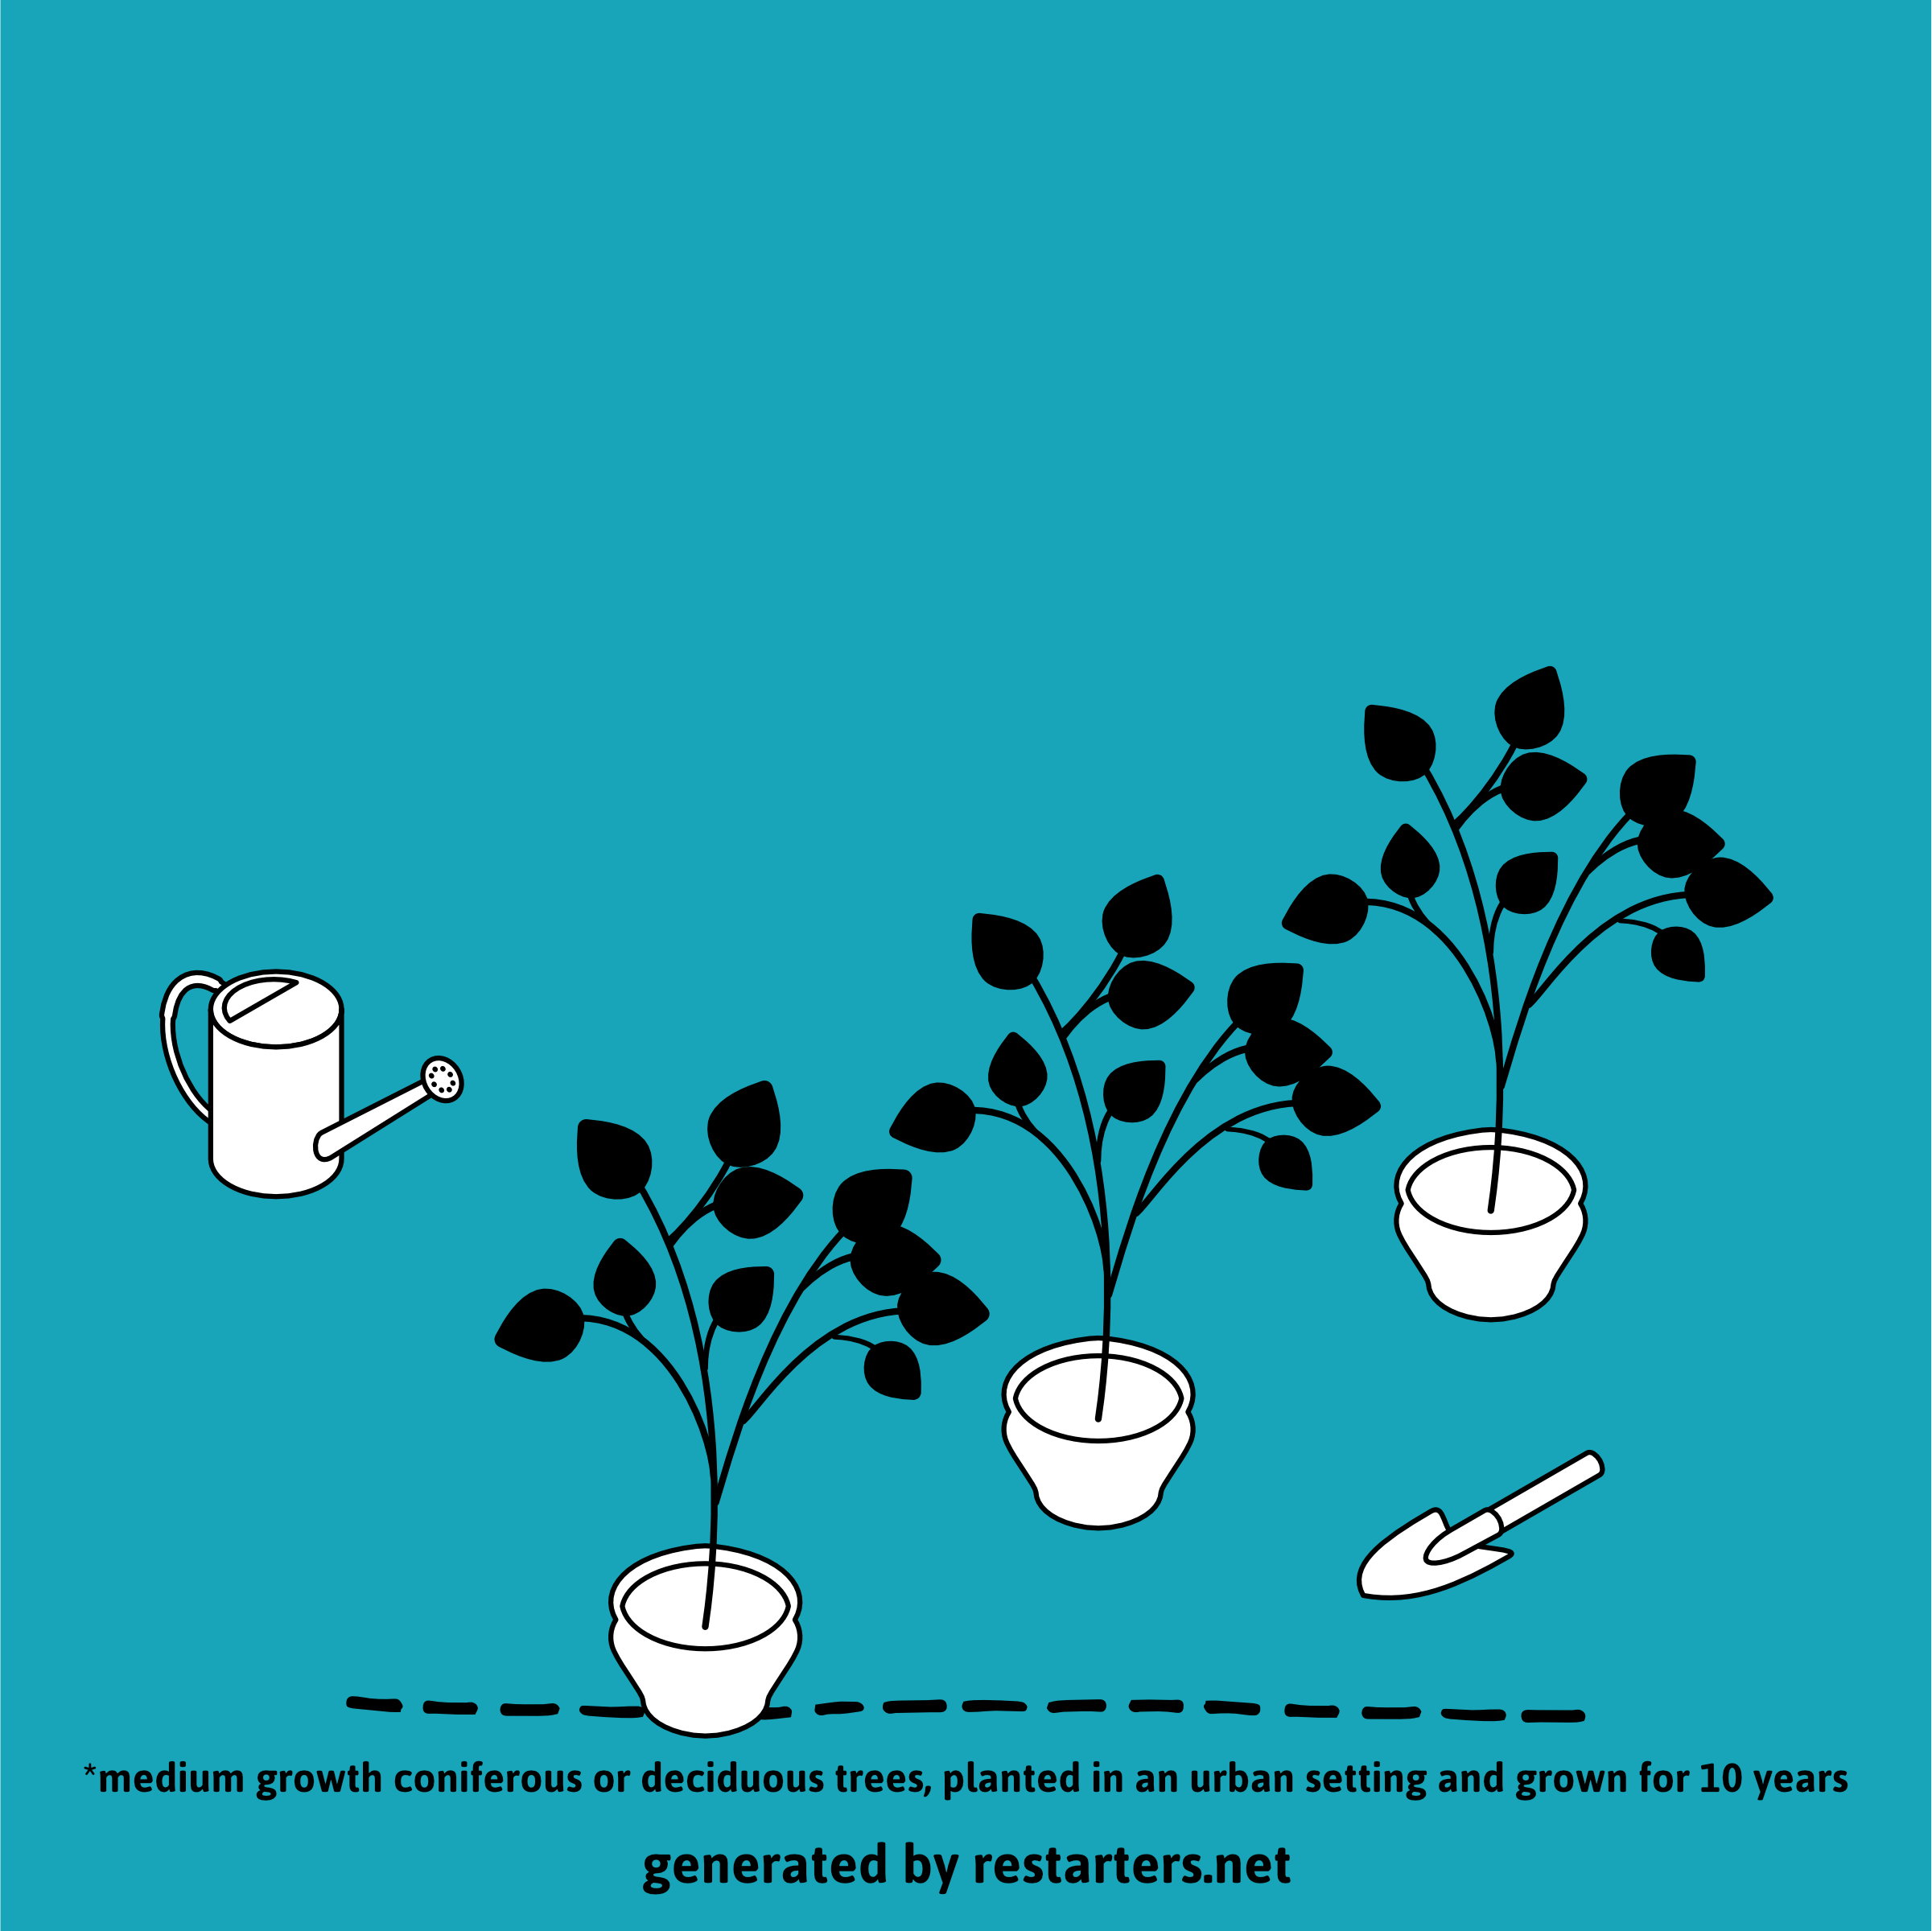 *medium growth coniferous or deciduous trees, planted in an urban setting and grown for 10 years
generated by restarters.net